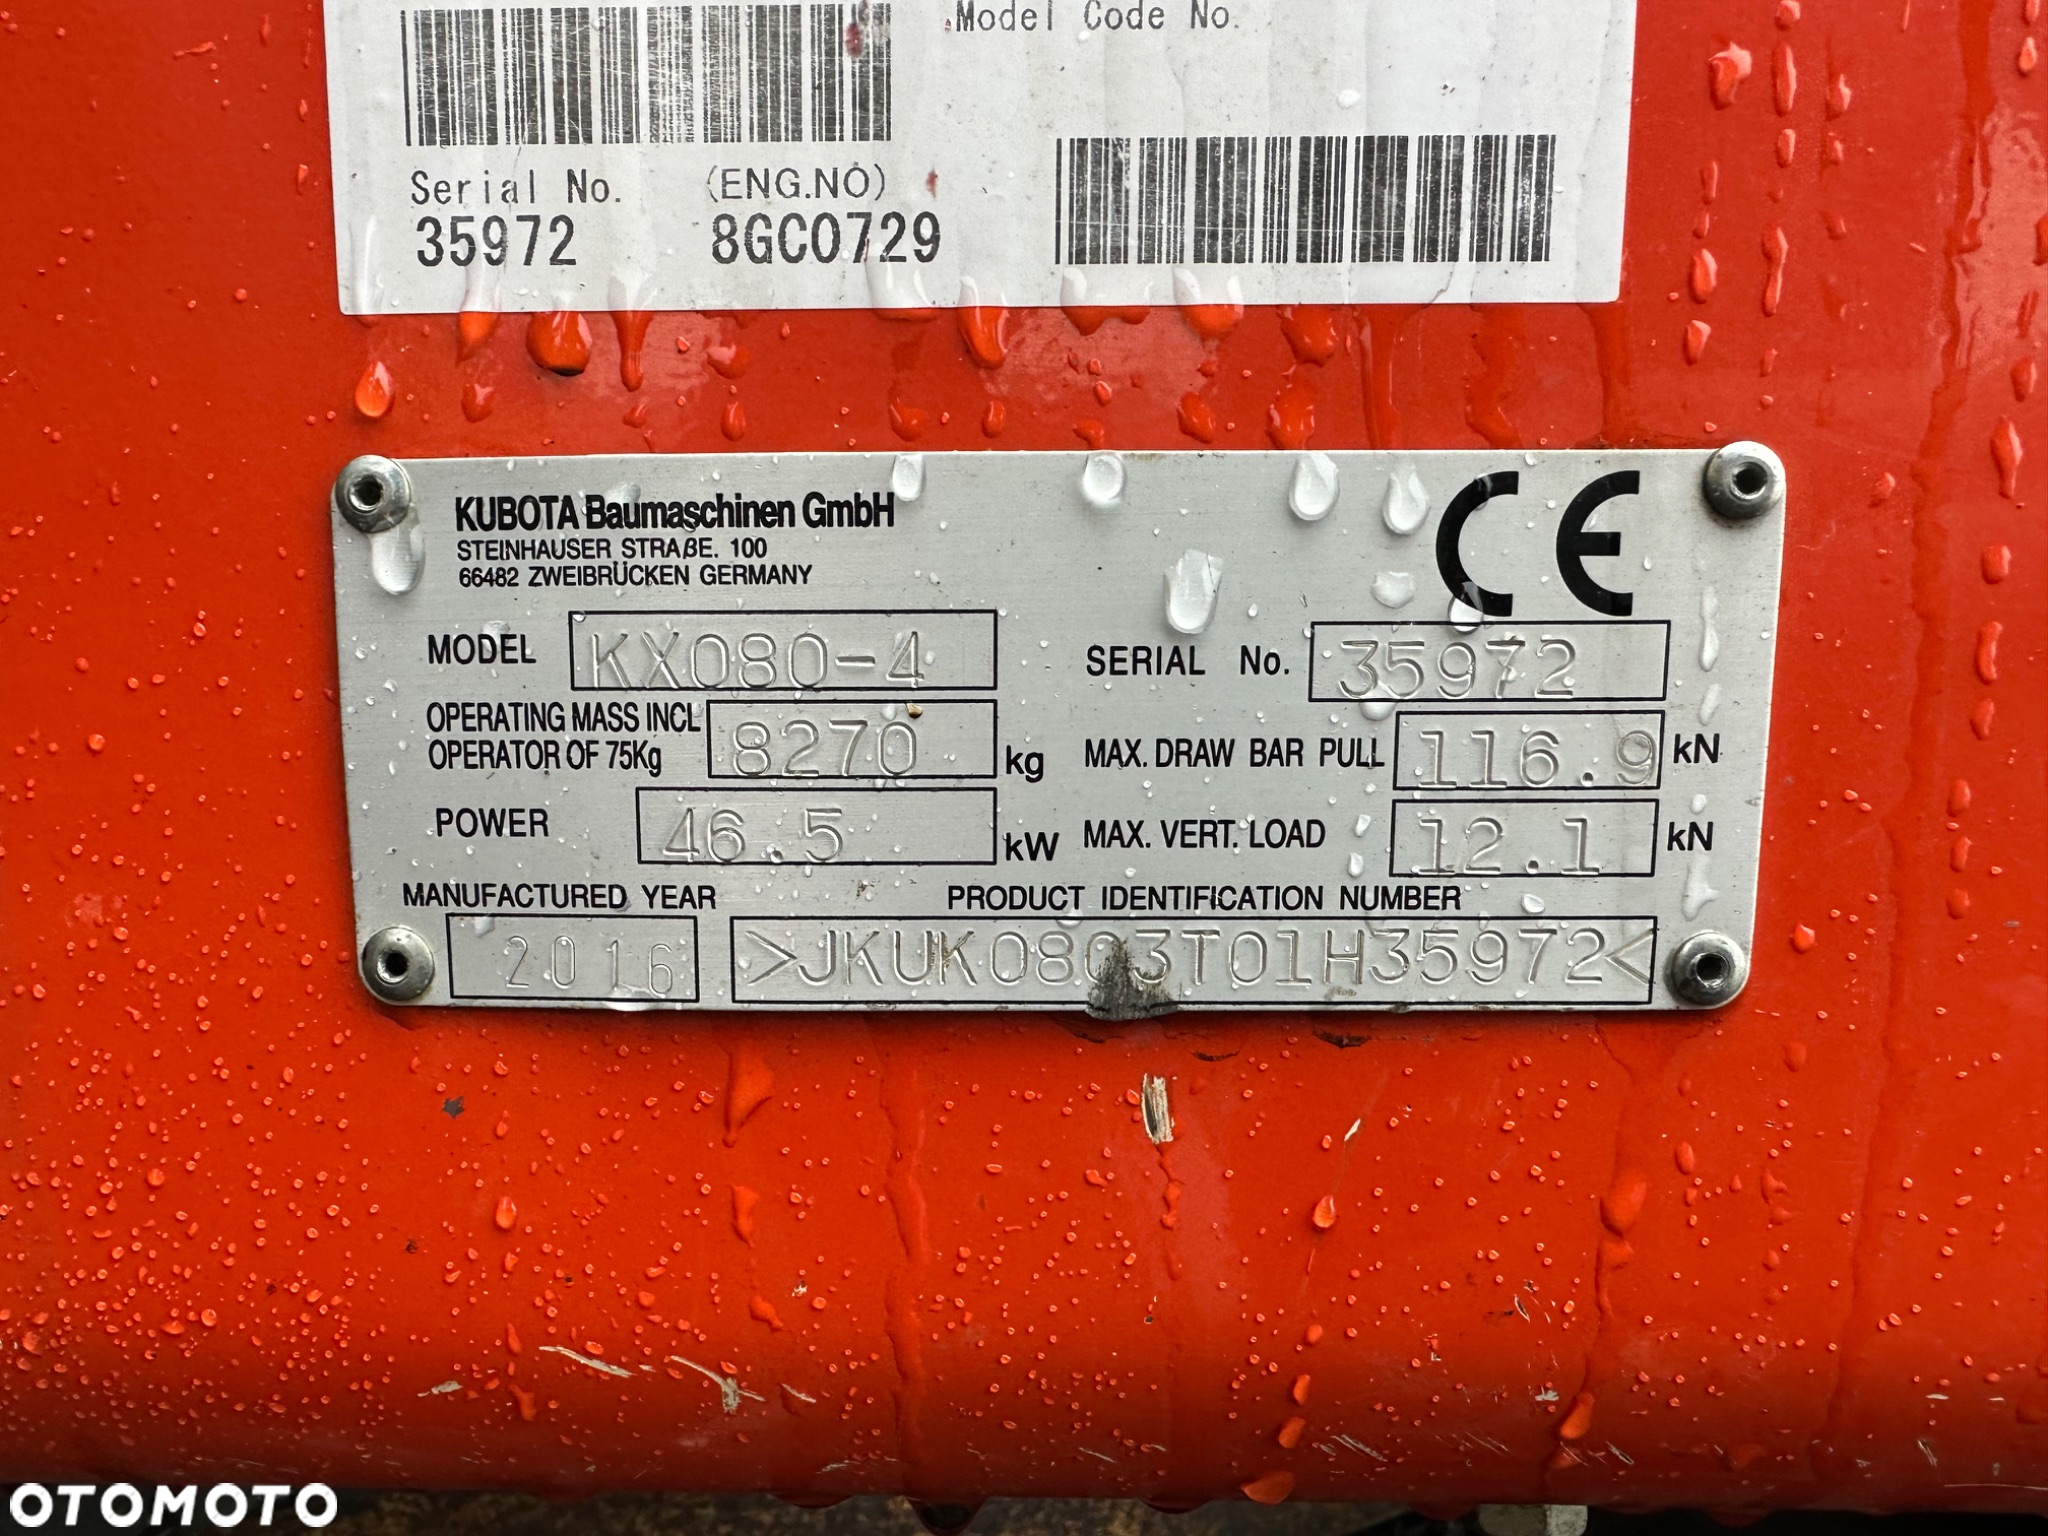 Model Code No.
Serial No. (ENG.NO)
35972 8GC0729
KUBOTA Baumaschinen GmbH
STEINHAUSER STRAßE. 100
66482 ZWEIBRÜCKEN GERMANY
CE
MODEL KX080-4
SERIAL No. 35972
OPERATING MASS INCL
OPERATOR OF 75Kg 8270 kg
MAX. DRAW BAR PULL 116.9 kN
POWER 46.5 kW
MAX. VERT. LOAD 12.1 kN
MANUFACTURED YEAR PRODUCT IDENTIFICATION NUMBER
2016 >JKUK0803T01H35972<
OTOMOTO